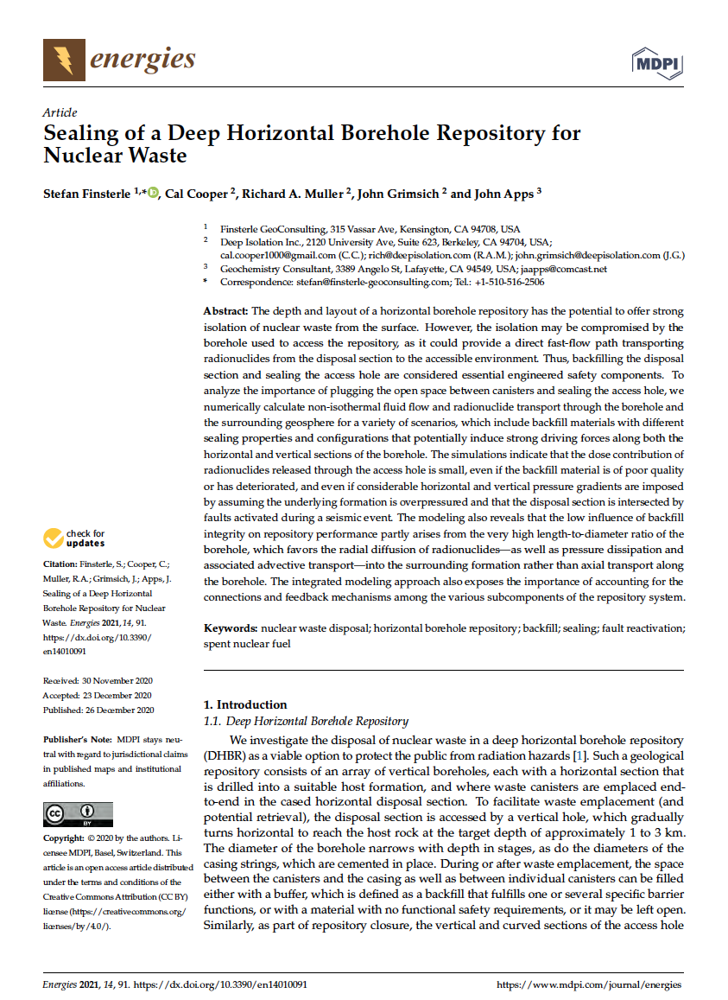 energies
MDPI
Article
Sealing of a Deep Horizontal Borehole Repository for
Nuclear Waste
Stefan Finsterle 1,* iD, Cal Cooper 2, Richard A. Muller 2, John Grimsich 2 and John Apps 3
1 Finsterle GeoConsulting, 315 Vassar Ave, Kensington, CA 94708, USA
2 Deep Isolation Inc., 2120 University Ave, Suite 623, Berkeley, CA 94704, USA;
cal.cooper1000@gmail.com (C.C.); rich@deepisolation.com (R.A.M.); john.grimsich@deepisolation.com (J.G.)
3 Geochemistry Consultant, 3389 Angelo St, Lafayette, CA 94549, USA; jaapps@comcast.net
* Correspondence: stefan@finsterle-geoconsulting.com; Tel.: +1-510-516-2506
Abstract: The depth and layout of a horizontal borehole repository has the potential to offer strong
isolation of nuclear waste from the surface. However, the isolation may be compromised by the
borehole used to access the repository, as it could provide a direct fast-flow path transporting
radionuclides from the disposal section to the accessible environment. Thus, backfilling the disposal
section and sealing the access hole are considered essential engineered safety components. To
analyze the importance of plugging the open space between canisters and sealing the access hole, we
numerically calculate non-isothermal fluid flow and radionuclide transport through the borehole and
the surrounding geosphere for a variety of scenarios, which include backfill materials with different
sealing properties and configurations that potentially induce strong driving forces along both the
horizontal and vertical sections of the borehole. The simulations indicate that the dose contribution of
radionuclides released through the access hole is small, even if the backfill material is of poor quality
or has deteriorated, and even if considerable horizontal and vertical pressure gradients are imposed
by assuming the underlying formation is overpressured and that the disposal section is intersected by
faults activated during a seismic event. The modeling also reveals that the low influence of backfill
integrity on repository performance partly arises from the very high length-to-diameter ratio of the
borehole, which favors the radial diffusion of radionuclides—as well as pressure dissipation and
associated advective transport—into the surrounding formation rather than axial transport along
the borehole. The integrated modeling approach also exposes the importance of accounting for the
connections and feedback mechanisms among the various subcomponents of the repository system.
Keywords: nuclear waste disposal; horizontal borehole repository; backfill; sealing; fault reactivation;
spent nuclear fuel
check for
updates
Citation: Finsterle, S.; Cooper, C.;
Muller, R.A.; Grimsich, J.; Apps, J.
Sealing of a Deep Horizontal
Borehole Repository for Nuclear
Waste. Energies 2021, 14, 91.
https://dx.doi.org/10.3390/
en14010091
Received: 30 November 2020
Accepted: 23 December 2020
Published: 26 December 2020
Publisher's Note: MDPI stays neu-
tral with regard to jurisdictional claims
in published maps and institutional
affiliations.
cc BY
Copyright: © 2020 by the authors. Li-
censee MDPI, Basel, Switzerland. This
article is an open access article distributed
under the terms and conditions of the
Creative Commons Attribution (CC BY)
license (https://creativecommons.org/
licenses/by/4.0/).
1. Introduction
1.1. Deep Horizontal Borehole Repository
We investigate the disposal of nuclear waste in a deep horizontal borehole repository
(DHBR) as a viable option to protect the public from radiation hazards [1]. Such a geological
repository consists of an array of vertical boreholes, each with a horizontal section that
is drilled into a suitable host formation, and where waste canisters are emplaced end-
to-end in the cased horizontal disposal section. To facilitate waste emplacement (and
potential retrieval), the disposal section is accessed by a vertical hole, which gradually
turns horizontal to reach the host rock at the target depth of approximately 1 to 3 km.
The diameter of the borehole narrows with depth in stages, as do the diameters of the
casing strings, which are cemented in place. During or after waste emplacement, the space
between the canisters and the casing as well as between individual canisters can be filled
either with a buffer, which is defined as a backfill that fulfills one or several specific barrier
functions, or with a material with no functional safety requirements, or it may be left open.
Similarly, as part of repository closure, the vertical and curved sections of the access hole
Energies 2021, 14, 91. https://dx.doi.org/10.3390/en14010091
https://www.mdpi.com/journal/energies